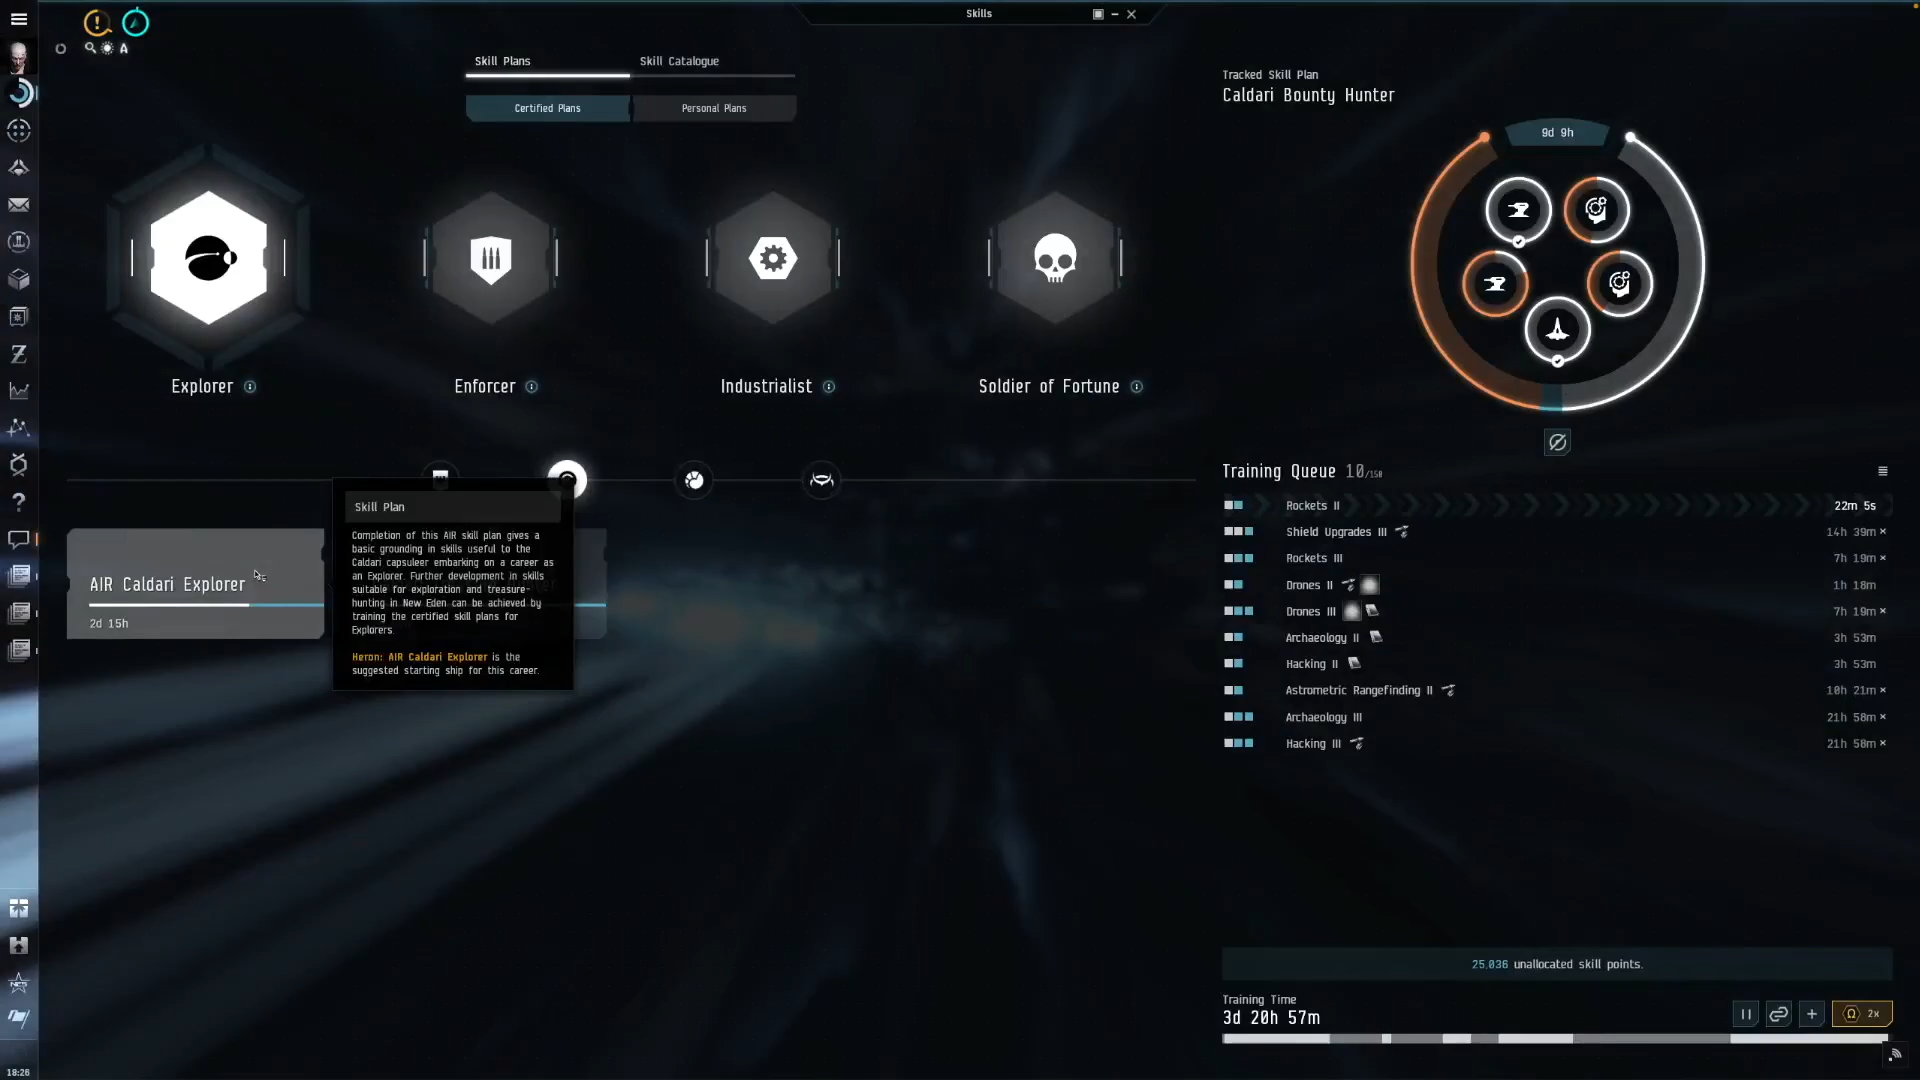 Skills
A
Skill Plans
Skill Catalogue
Certified Plans
Personal Plans
Tracked Skill Plan
Caldari Bounty Hunter
9d 9h
Explorer
Enforcer
Industrialist
Soldier of Fortune
AIR Caldari Explorer
2d 15h
Skill Plan
Completion of this AIR skill plan gives a
basic grounding in skills useful to the
Caldari capsuleer embarking on a career as
an Explorer. Further development in skills
suitable for exploration and treasure-
hunting in New Eden can be achieved by
training the certified skill plans for
Explorers.
Heron: AIR Caldari Explorer is the
suggested starting ship for this career.
Training Queue 10/150
Rockets II 22m 5s
Shield Upgrades III 14h 39m
Rockets III 7h 19m
Drones II 1h 18m
Drones III 7h 19m
Archaeology II 3h 53m
Hacking II 3h 53m
Astrometric Rangefinding II 10h 21m
Archaeology III 21h 58m
Hacking III 21h 58m
25,036 unallocated skill points.
Training Time
3d 20h 57m
Ω 2x
NES
18:26